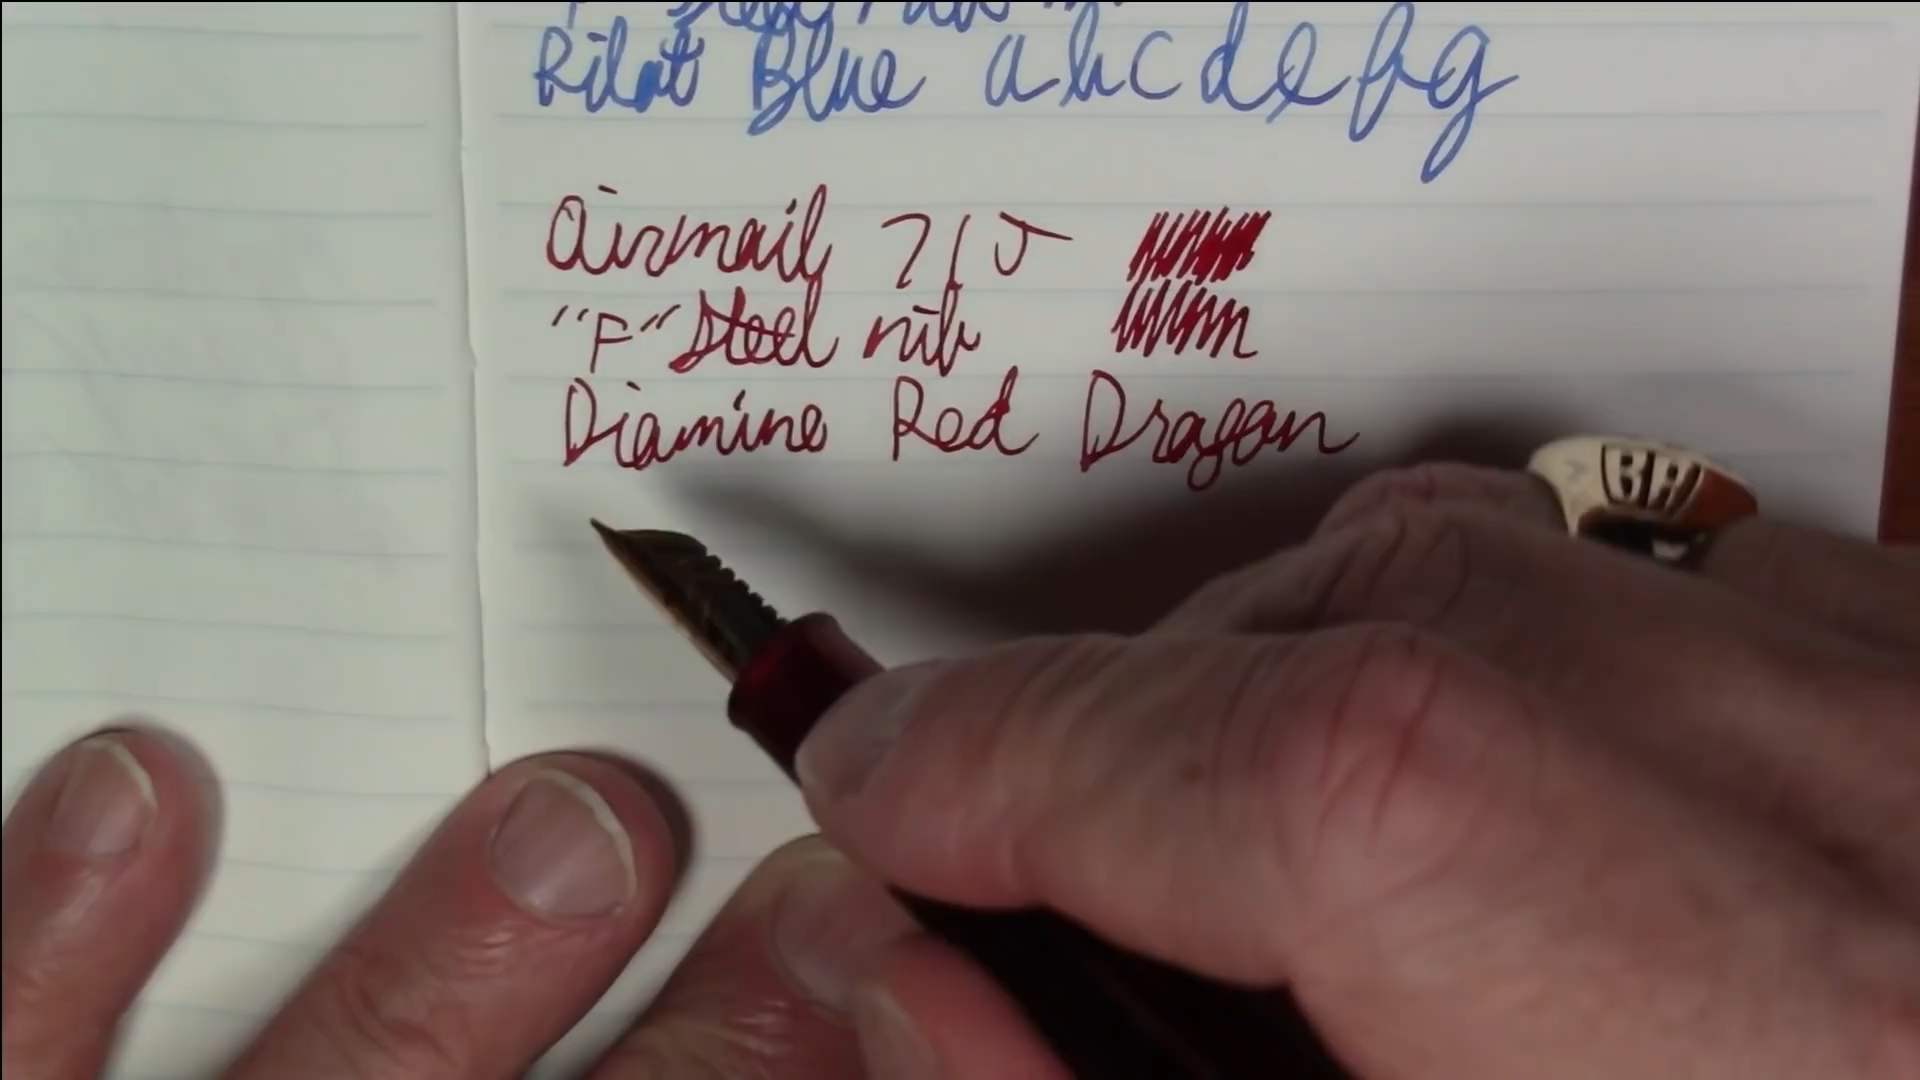 Pilot Blue abcdefg
Airmail 71J
"F" Steel nib
Diamine Red Dragon